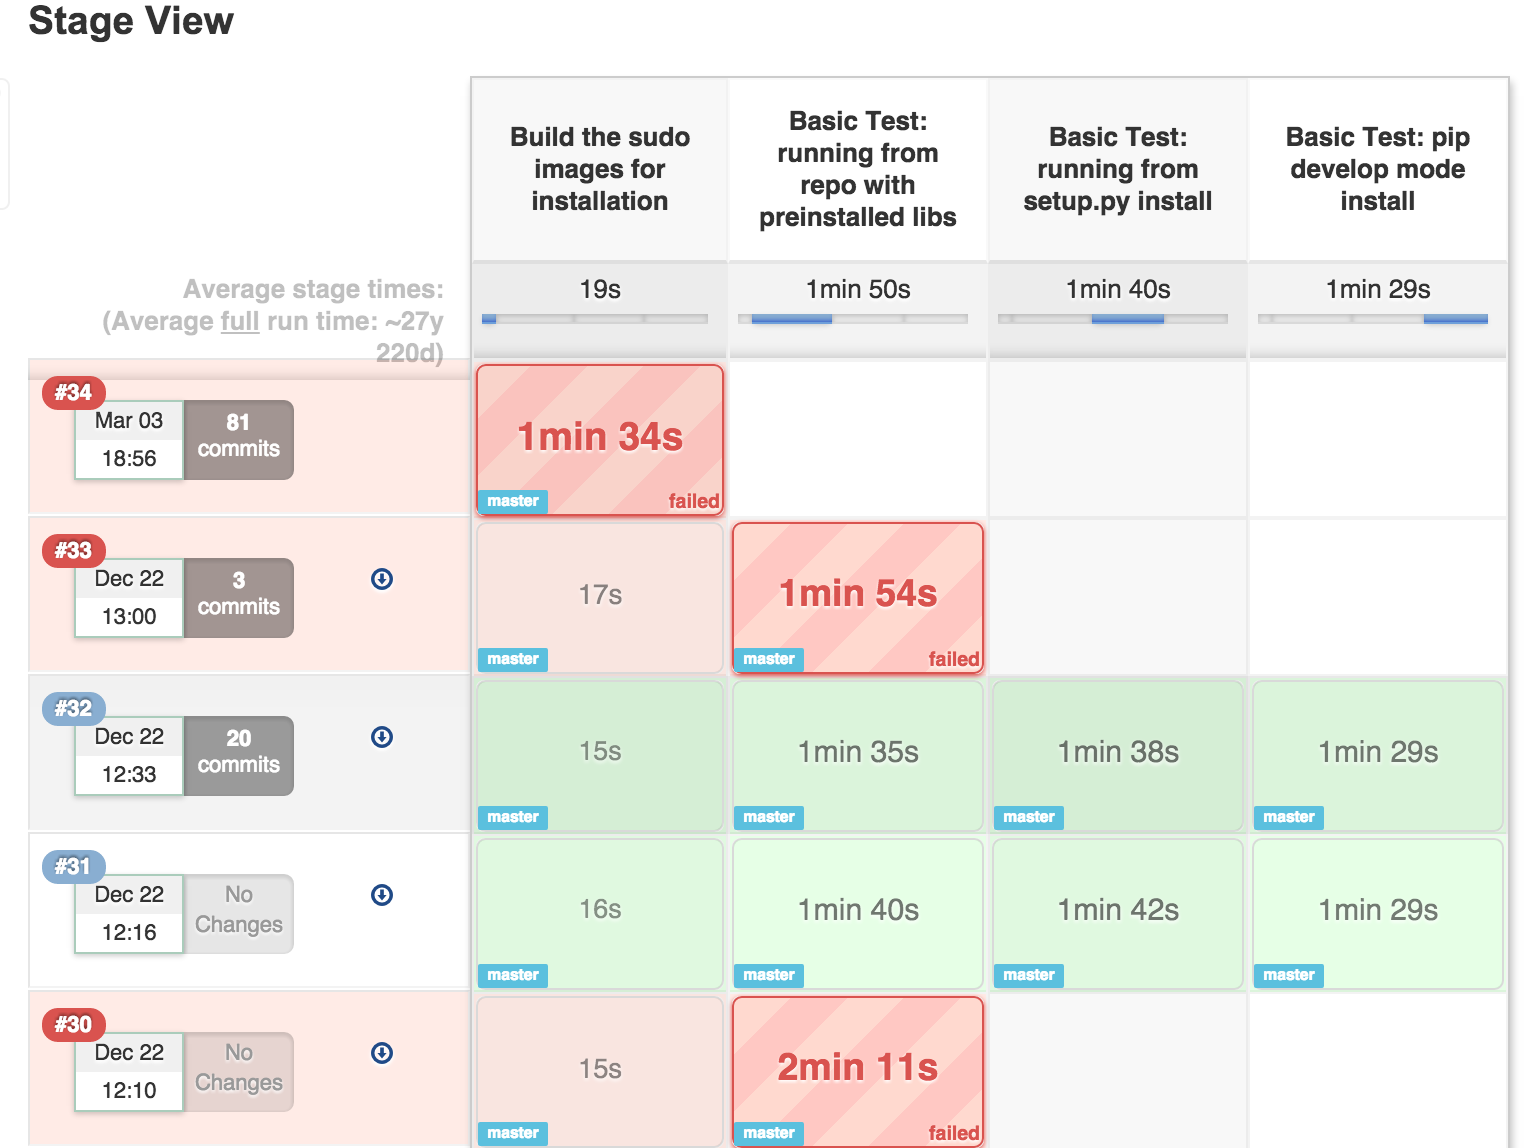 Stage View
Build the sudo
images for
installation
Basic Test:
running from
repo with
preinstalled libs
Basic Test:
running from
setup.py install
Basic Test: pip
develop mode
install
Average stage times:
(Average full run time: ~27y
220d)
19s
1min 50s
1min 40s
1min 29s
#34
Mar 03
18:56
81
commits
1min 34s
master
failed
#33
Dec 22
13:00
3
commits
17s
master
1min 54s
master
failed
#32
Dec 22
12:33
20
commits
15s
master
1min 35s
master
1min 38s
master
1min 29s
master
#31
Dec 22
12:16
No
Changes
16s
master
1min 40s
master
1min 42s
master
1min 29s
master
#30
Dec 22
12:10
No
Changes
15s
master
2min 11s
master
failed